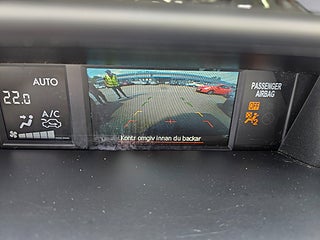 AUTO
22.0
A/C
Kontr omgiv innan du backar
PASSENGER
AIRBAG
OFF